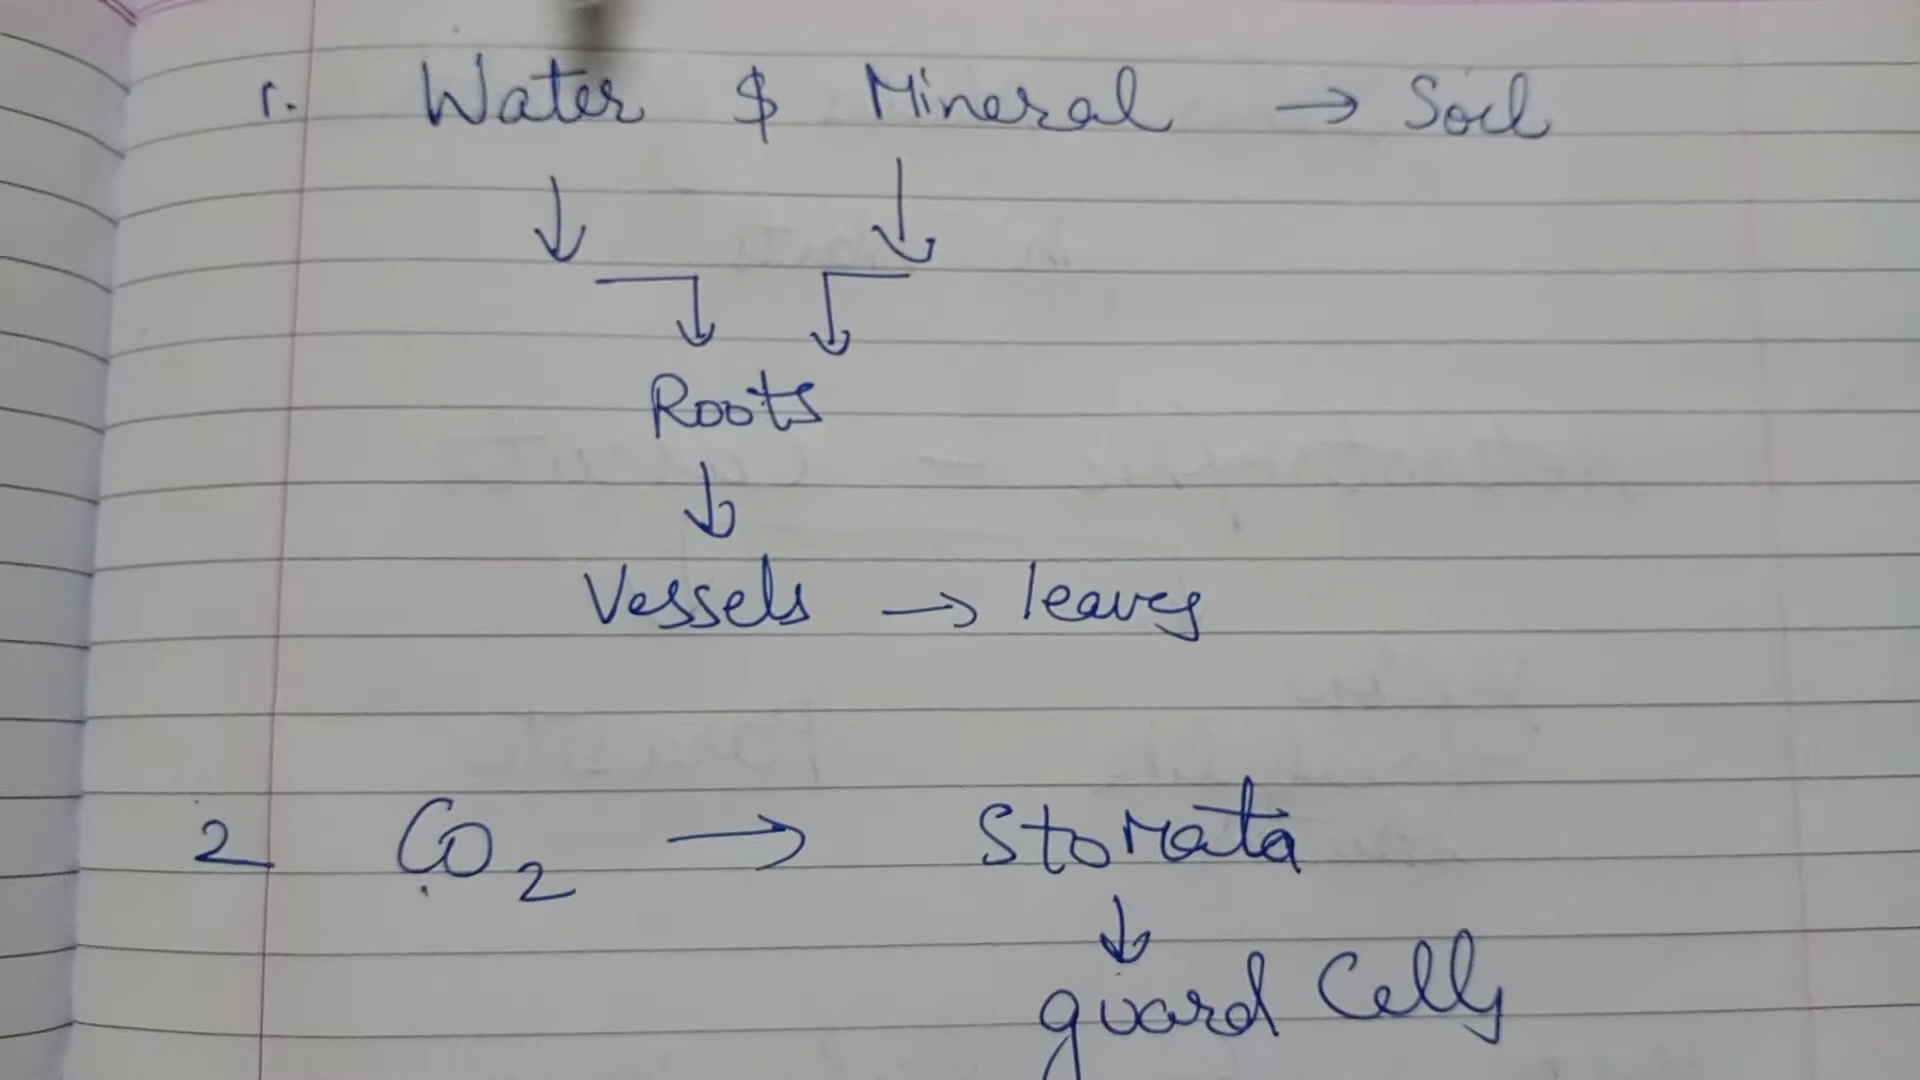 1. Water & Mineral → Soil
↓ ↓
Roots
↓
Vessels → leaves
2 CO2 → Stomata
↓
guard Cells